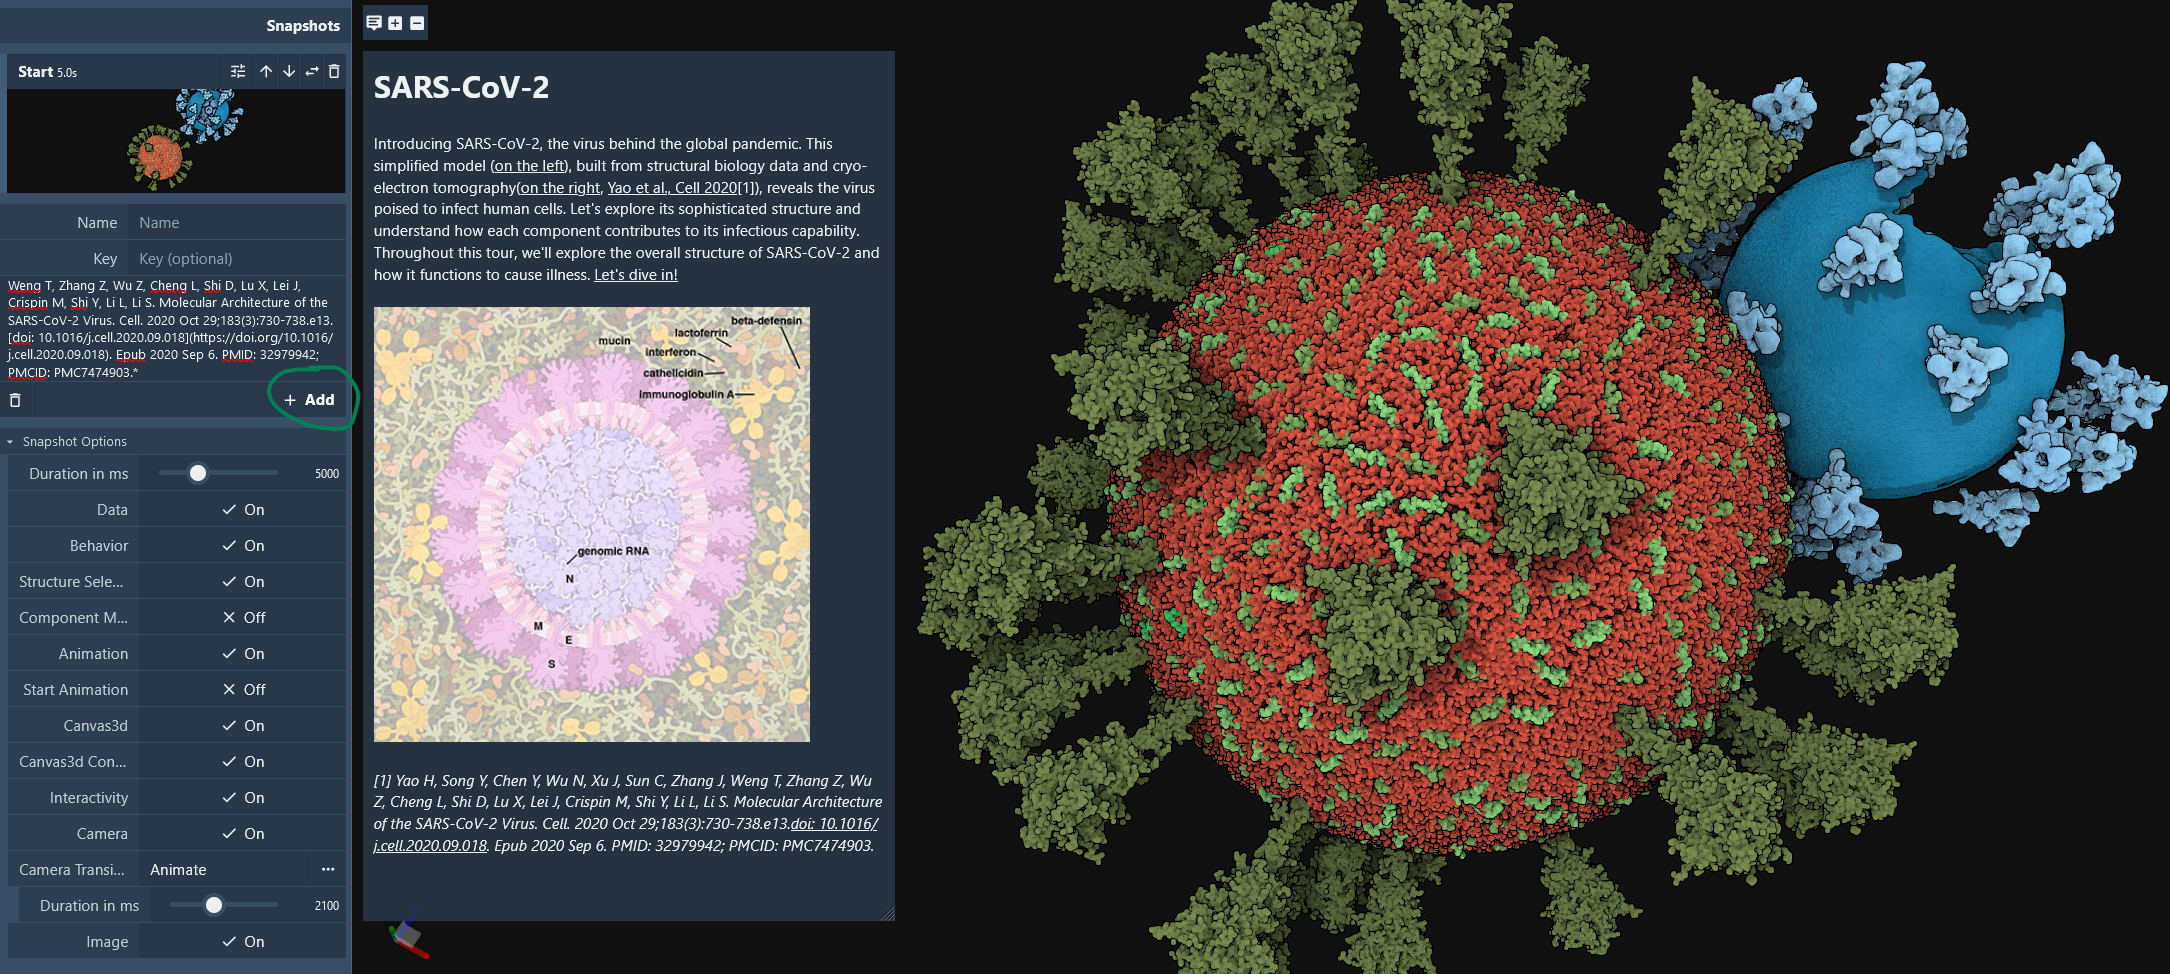 Snapshots
Start 5.0s
Name Name
Key Key (optional)
Weng T, Zhang Z, Wu Z, Cheng L, Shi D, Lu X, Lei J,
Crispin M, Shi Y, Li L, Li S. Molecular Architecture of the
SARS-CoV-2 Virus. Cell. 2020 Oct 29;183(3):730-738.e13.
[doi: 10.1016/j.cell.2020.09.018](https://doi.org/10.1016/
j.cell.2020.09.018). Epub 2020 Sep 6. PMID: 32979942;
PMCID: PMC7474903.*
+ Add
Snapshot Options
Duration in ms 5000
Data On
Behavior On
Structure Sele... On
Component M... Off
Animation On
Start Animation Off
Canvas3d On
Canvas3d Con... On
Interactivity On
Camera On
Camera Transi... Animate ...
Duration in ms 2100
Image On
SARS-CoV-2
Introducing SARS-CoV-2, the virus behind the global pandemic. This
simplified model (on the left), built from structural biology data and cryo-
electron tomography(on the right, Yao et al., Cell 2020[1]), reveals the virus
poised to infect human cells. Let's explore its sophisticated structure and
understand how each component contributes to its infectious capability.
Throughout this tour, we'll explore the overall structure of SARS-CoV-2 and
how it functions to cause illness. Let's dive in!
beta-defensin
lactoferrin
mucin
interferon
cathelicidin
immunoglobulin A
genomic RNA
N
M
E
S
[1] Yao H, Song Y, Chen Y, Wu N, Xu J, Sun C, Zhang J, Weng T, Zhang Z, Wu
Z, Cheng L, Shi D, Lu X, Lei J, Crispin M, Shi Y, Li L, Li S. Molecular Architecture
of the SARS-CoV-2 Virus. Cell. 2020 Oct 29;183(3):730-738.e13.doi: 10.1016/
j.cell.2020.09.018. Epub 2020 Sep 6. PMID: 32979942; PMCID: PMC7474903.